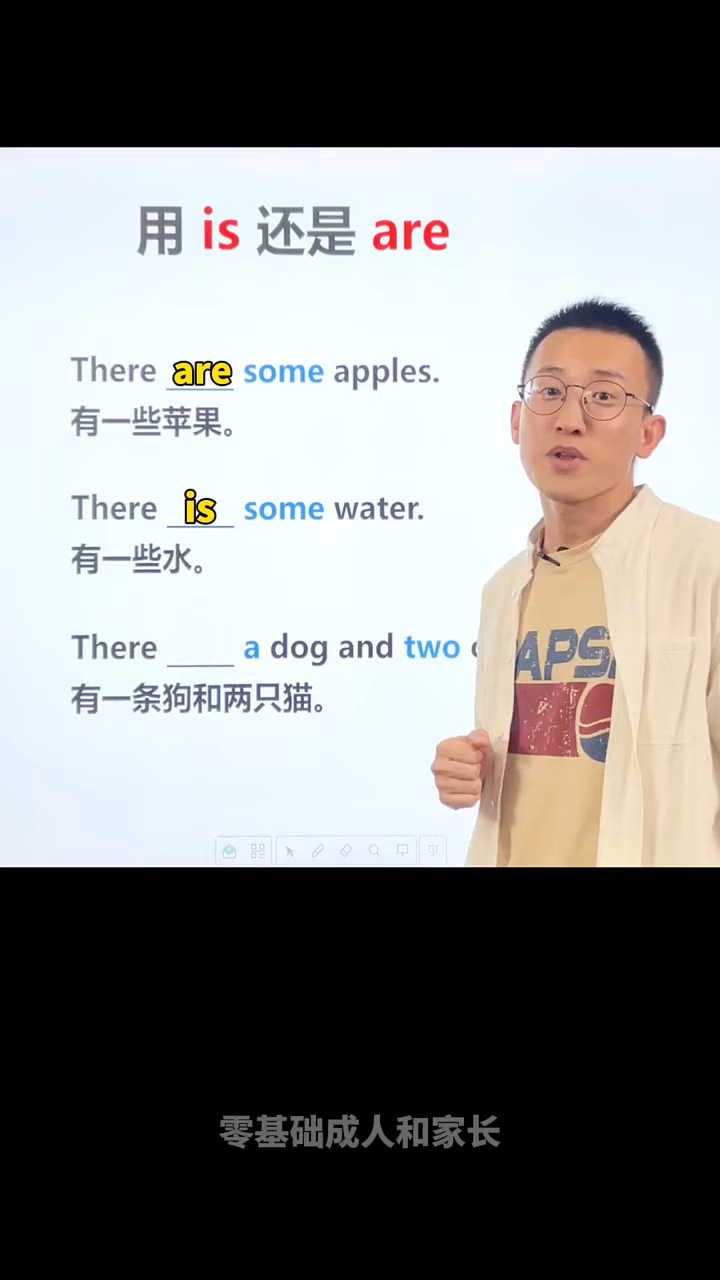 用 is 还是 are
There are some apples.
有一些苹果。
There is some water.
有一些水。
There ____ a dog and two
有一条狗和两只猫。
零基础成人和家长